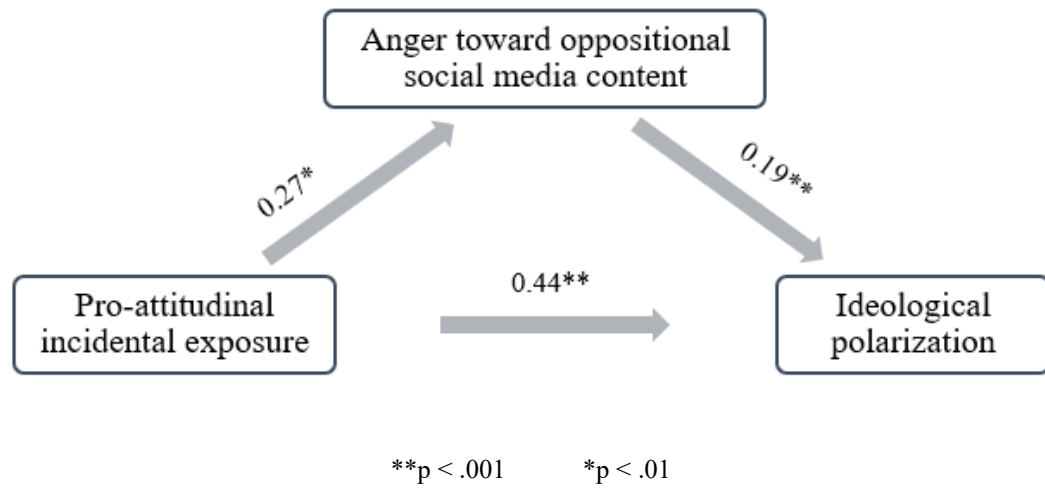 Anger toward oppositional
social media content
0.27*
0.19**
0.44**
Pro-attitudinal
incidental exposure
Ideological
polarization
**p < .001 *p < .01